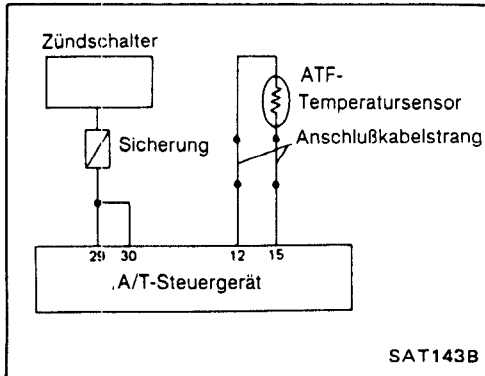 Zündschalter
ATF-
Temperatursensor
Sicherung
Anschlußkabelstrang
29 30 12 15
A/T-Steuergerät
SAT143B